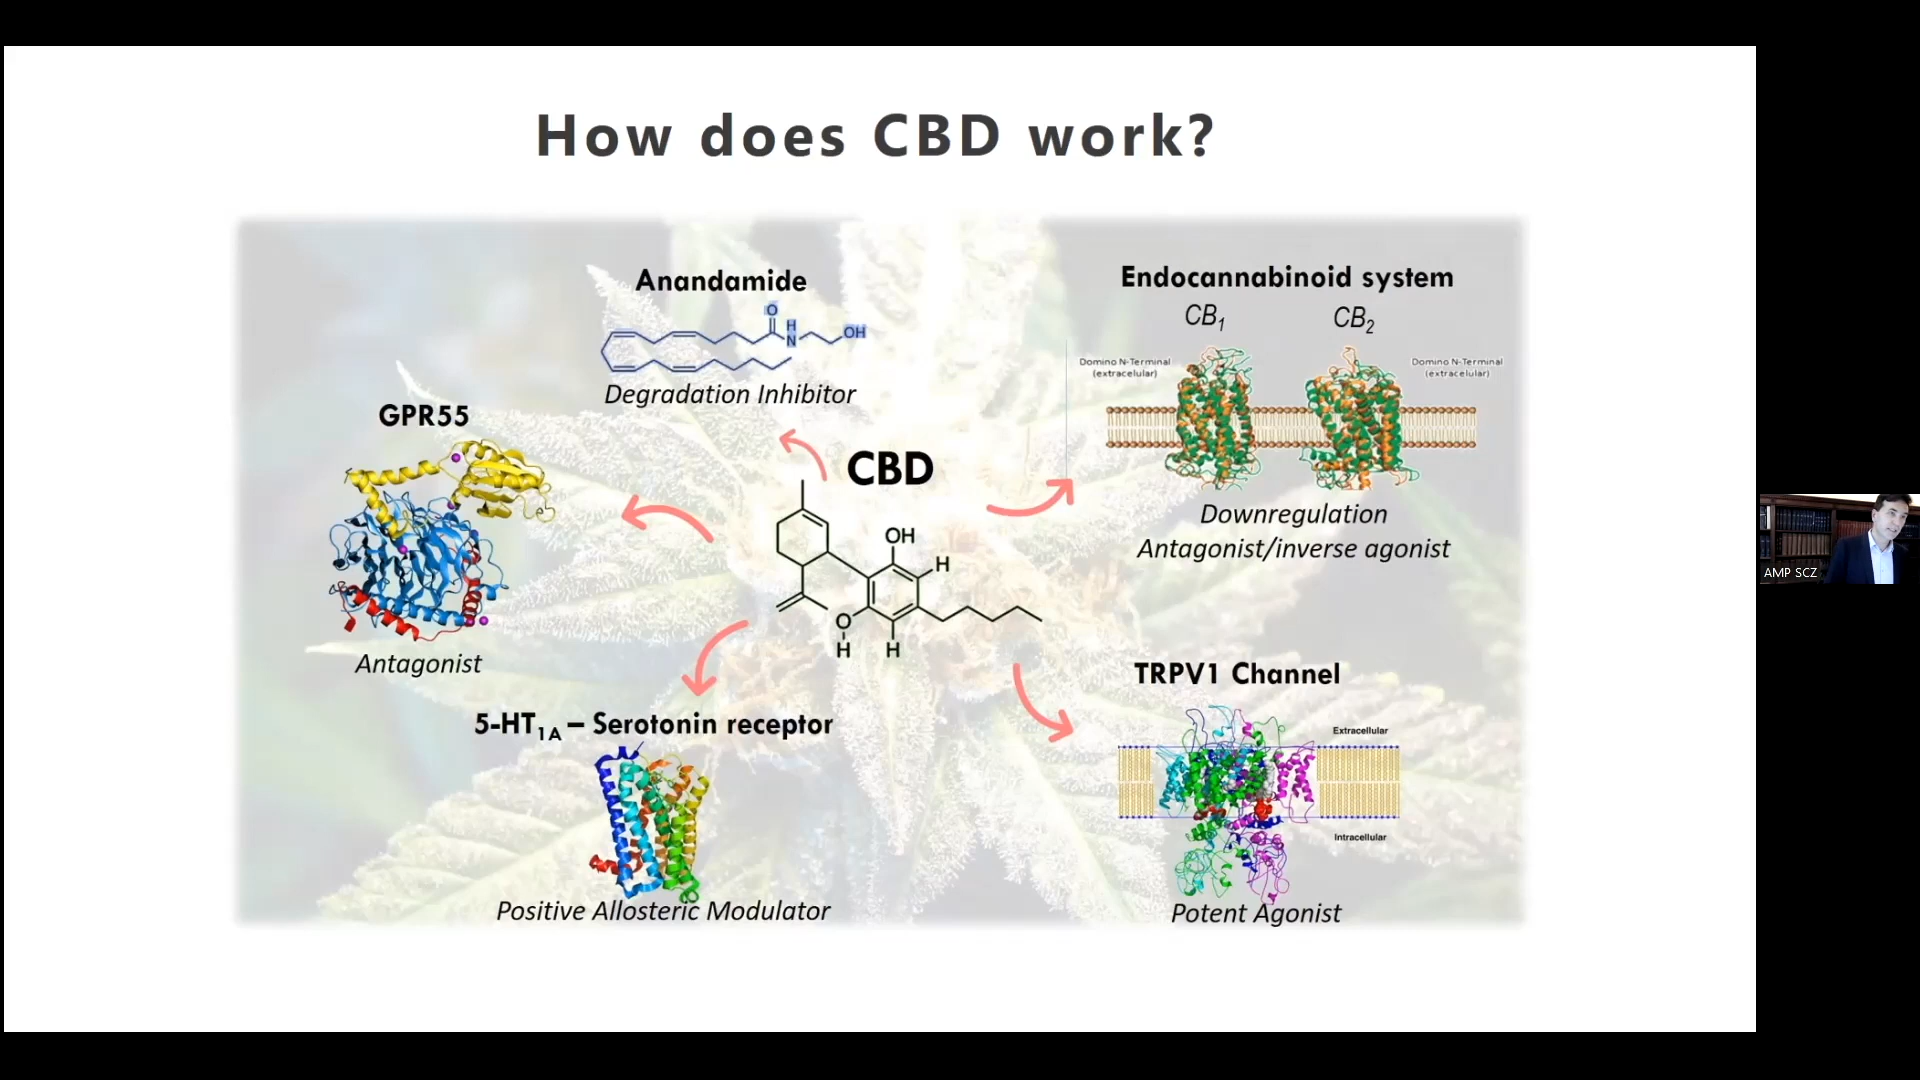 How does CBD work?
Anandamide
O
H
N
OH
Degradation Inhibitor
Endocannabinoid system
CB1
CB2
Domino N-Terminal
(extracelular)
Domino N-Terminal
(extracelular)
Downregulation
Antagonist/inverse agonist
GPR55
Antagonist
CBD
OH
H
O
H
H
5-HT1A – Serotonin receptor
Positive Allosteric Modulator
TRPV1 Channel
Extracellular
Intracellular
Potent Agonist
AMP SCZ